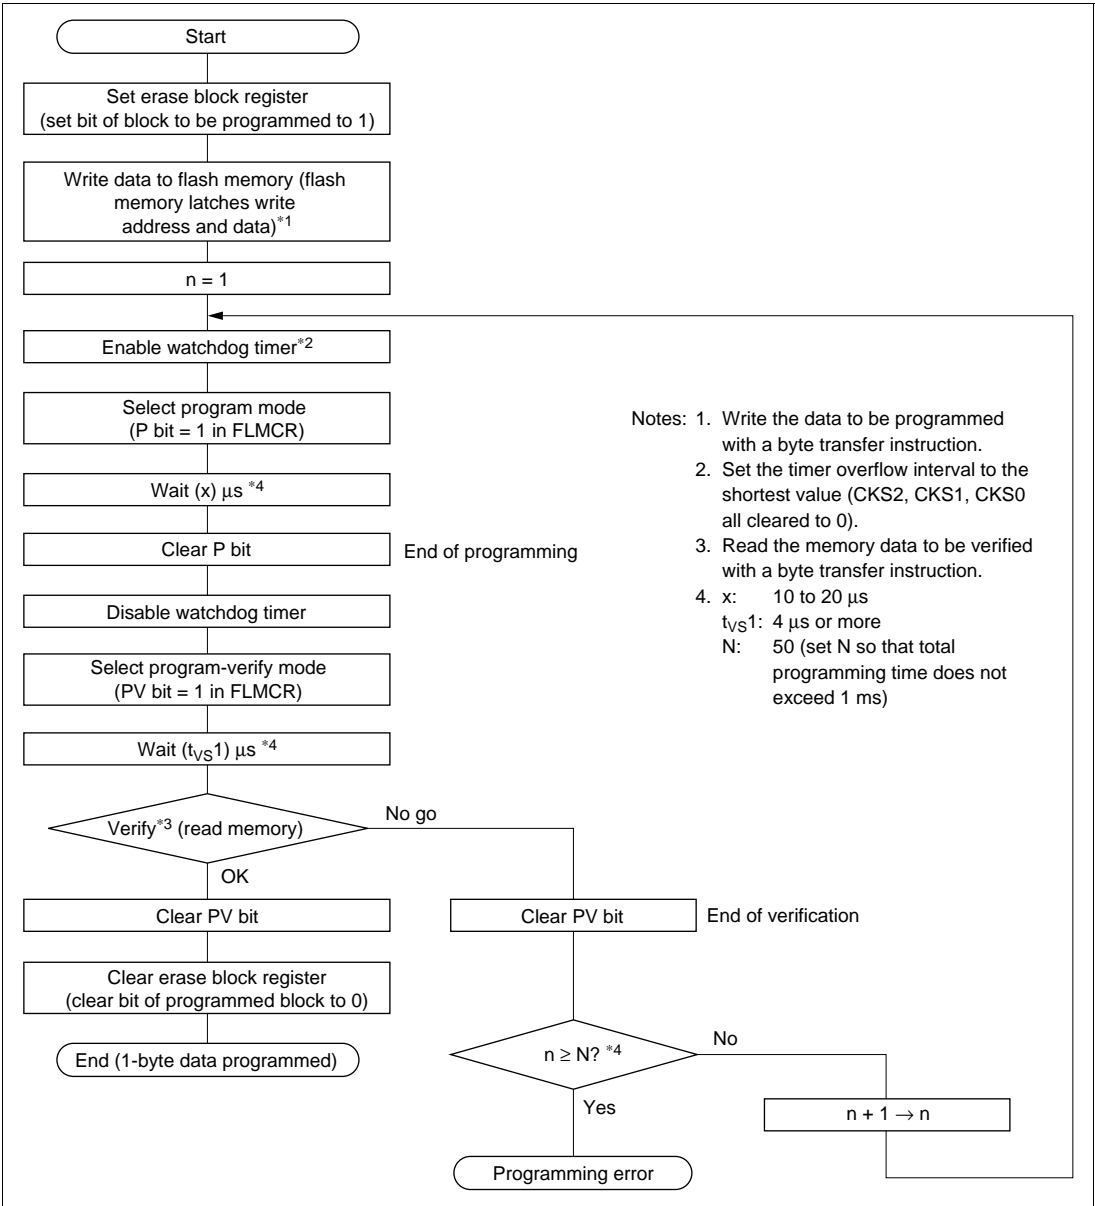 Start
Set erase block register
(set bit of block to be programmed to 1)
Write data to flash memory (flash
memory latches write
address and data)*1
n = 1
Enable watchdog timer*2
Select program mode
(P bit = 1 in FLMCR)
Wait (x) μs *4
Clear P bit
End of programming
Disable watchdog timer
Select program-verify mode
(PV bit = 1 in FLMCR)
Wait (tVS1) μs *4
Verify*3 (read memory)
No go
OK
Clear PV bit
Clear erase block register
(clear bit of programmed block to 0)
End (1-byte data programmed)
Clear PV bit
End of verification
n ≥ N? *4
No
Yes
n + 1 → n
Programming error
Notes: 1. Write the data to be programmed
with a byte transfer instruction.
2. Set the timer overflow interval to the
shortest value (CKS2, CKS1, CKS0
all cleared to 0).
3. Read the memory data to be verified
with a byte transfer instruction.
4. x: 10 to 20 μs
tVS1: 4 μs or more
N: 50 (set N so that total
programming time does not
exceed 1 ms)